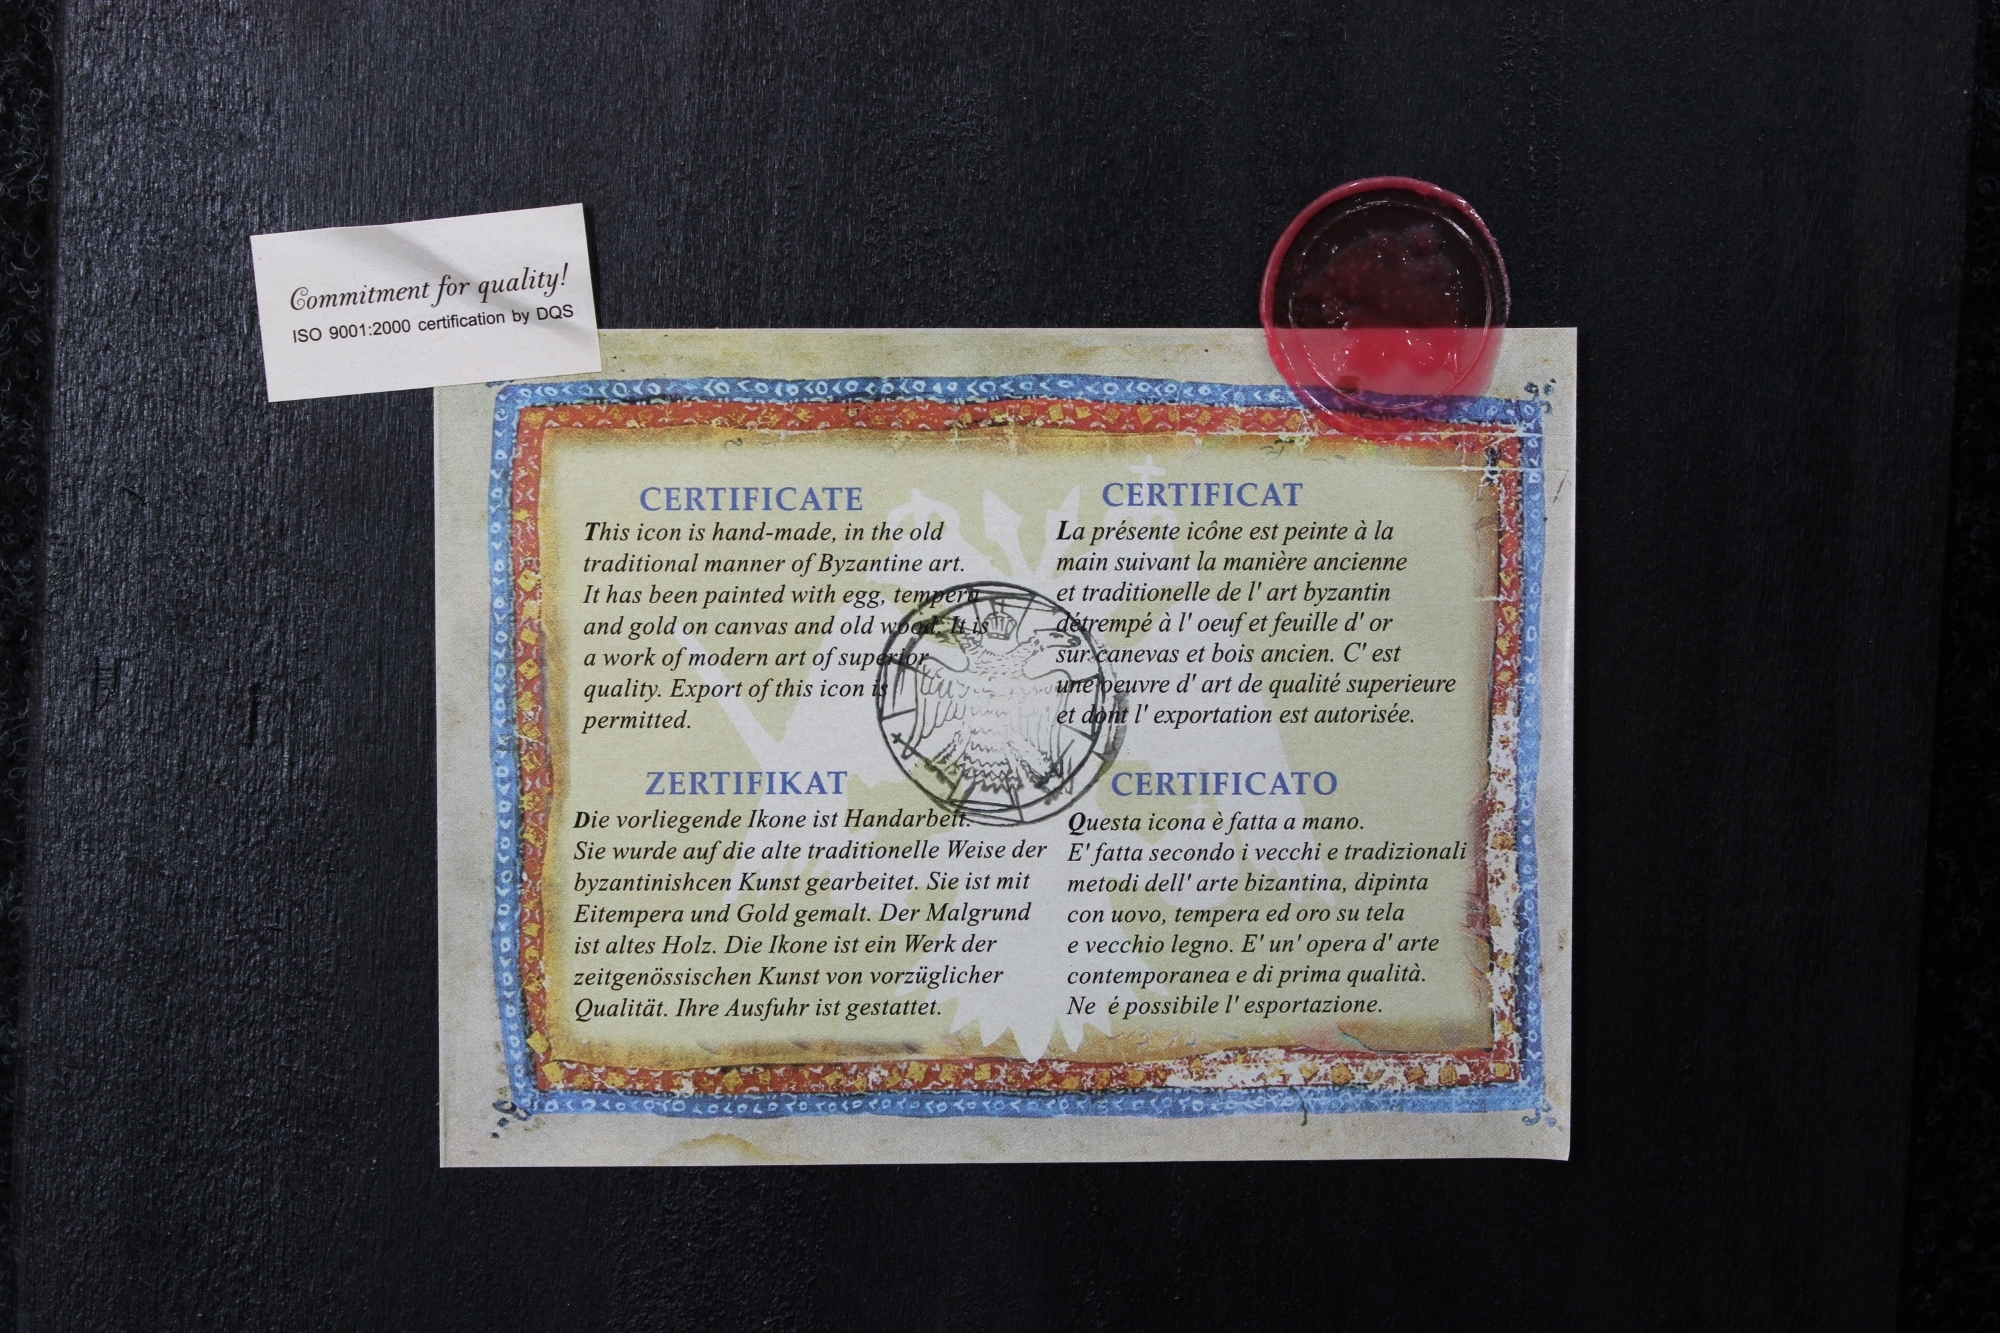 Commitment for quality!
ISO 9001:2000 certification by DQS
CERTIFICATE
This icon is hand-made, in the old
traditional manner of Byzantine art.
It has been painted with egg, tempera
and gold on canvas and old wood. It is
a work of modern art of superior
quality. Export of this icon is
permitted.
CERTIFICAT
La présente icône est peinte à la
main suivant la manière ancienne
et traditionelle de l' art byzantin
détrempé à l' oeuf et feuille d' or
sur canevas et bois ancien. C' est
une oeuvre d' art de qualité superieure
et dont l' exportation est autorisée.
ZERTIFIKAT
Die vorliegende Ikone ist Handarbeit.
Sie wurde auf die alte traditionelle Weise der
byzantinishcen Kunst gearbeitet. Sie ist mit
Eitempera und Gold gemalt. Der Malgrund
ist altes Holz. Die Ikone ist ein Werk der
zeitgenössischen Kunst von vorzüglicher
Qualität. Ihre Ausfuhr ist gestattet.
CERTIFICATO
Questa icona è fatta a mano.
E' fatta secondo i vecchi e tradizionali
metodi dell' arte bizantina, dipinta
con uovo, tempera ed oro su tela
e vecchio legno. E' un' opera d' arte
contemporanea e di prima qualità.
Ne é possibile l' esportazione.